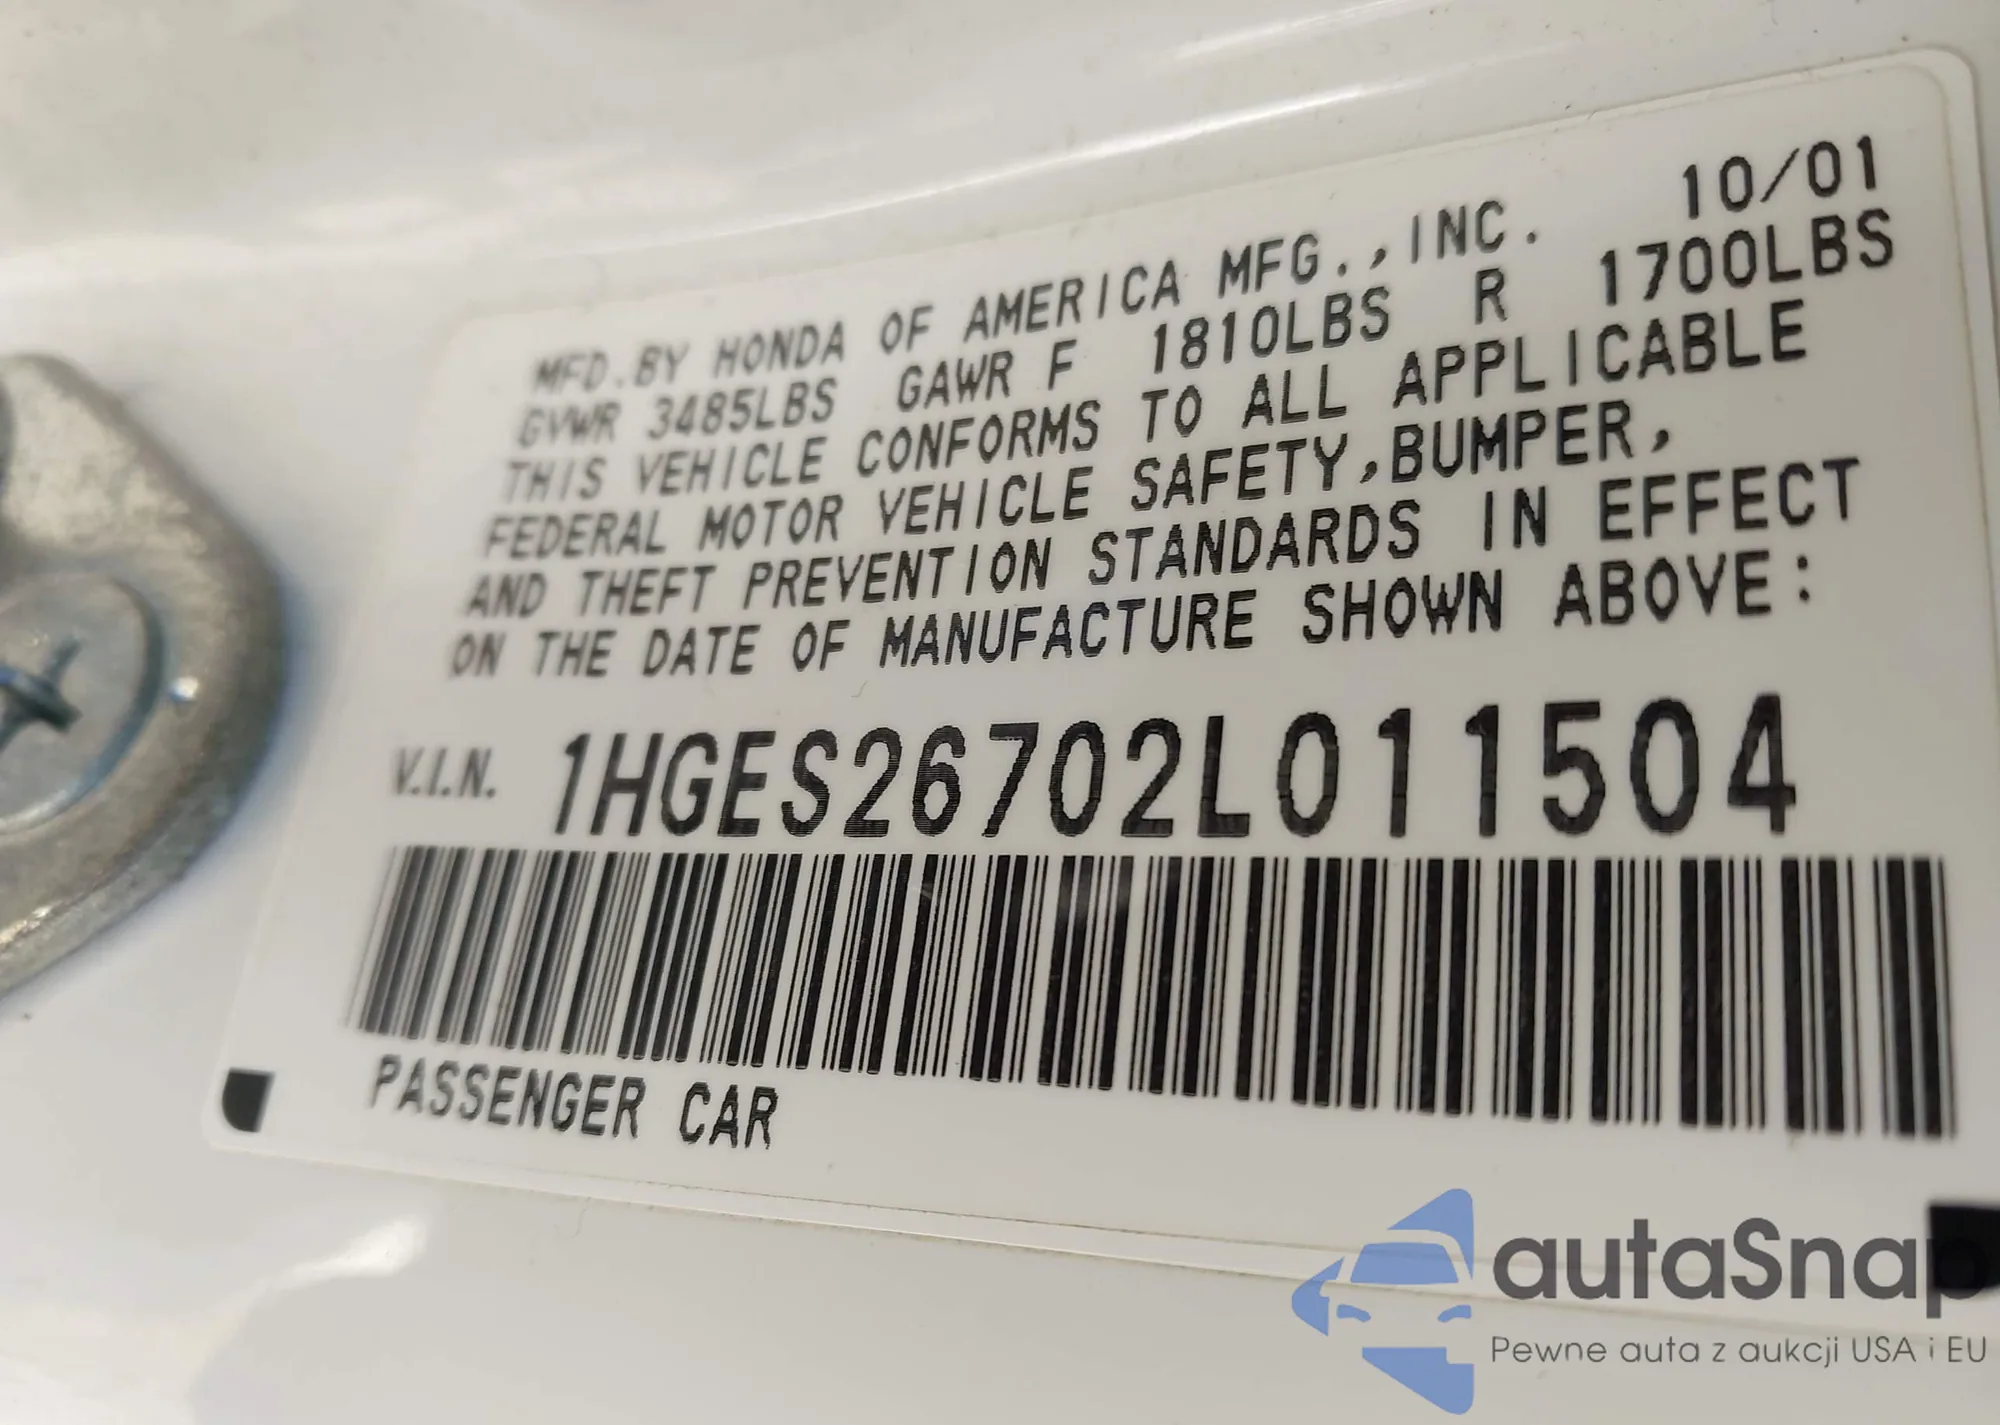 MFD.BY HONDA OF AMERICA MFG.,INC. 10/01
GVWR 3485LBS GAWR F 1810LBS R 1700LBS
THIS VEHICLE CONFORMS TO ALL APPLICABLE
FEDERAL MOTOR VEHICLE SAFETY,BUMPER,
AND THEFT PREVENTION STANDARDS IN EFFECT
ON THE DATE OF MANUFACTURE SHOWN ABOVE:
V.I.N. 1HGES26702L011504
PASSENGER CAR
autaSnap
Pewne auta z aukcji USA i EU